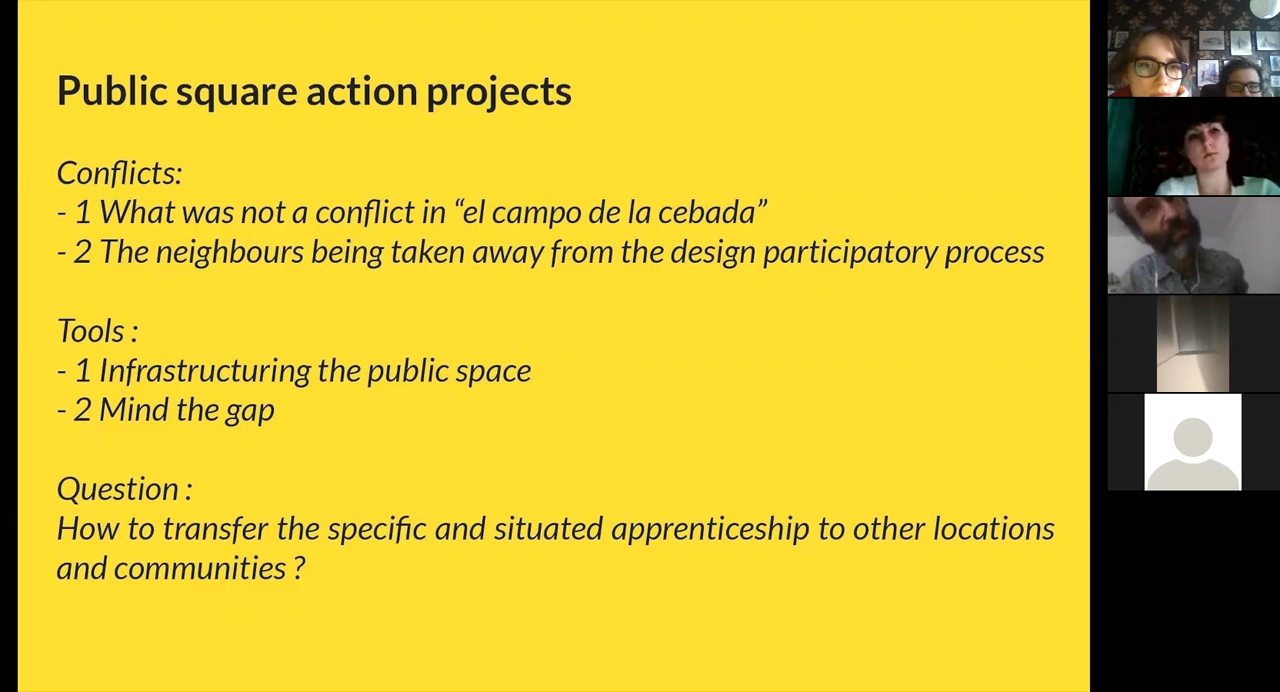 Public square action projects
Conflicts:
- 1 What was not a conflict in “el campo de la cebada”
- 2 The neighbours being taken away from the design participatory process
Tools :
- 1 Infrastructuring the public space
- 2 Mind the gap
Question :
How to transfer the specific and situated apprenticeship to other locations
and communities ?